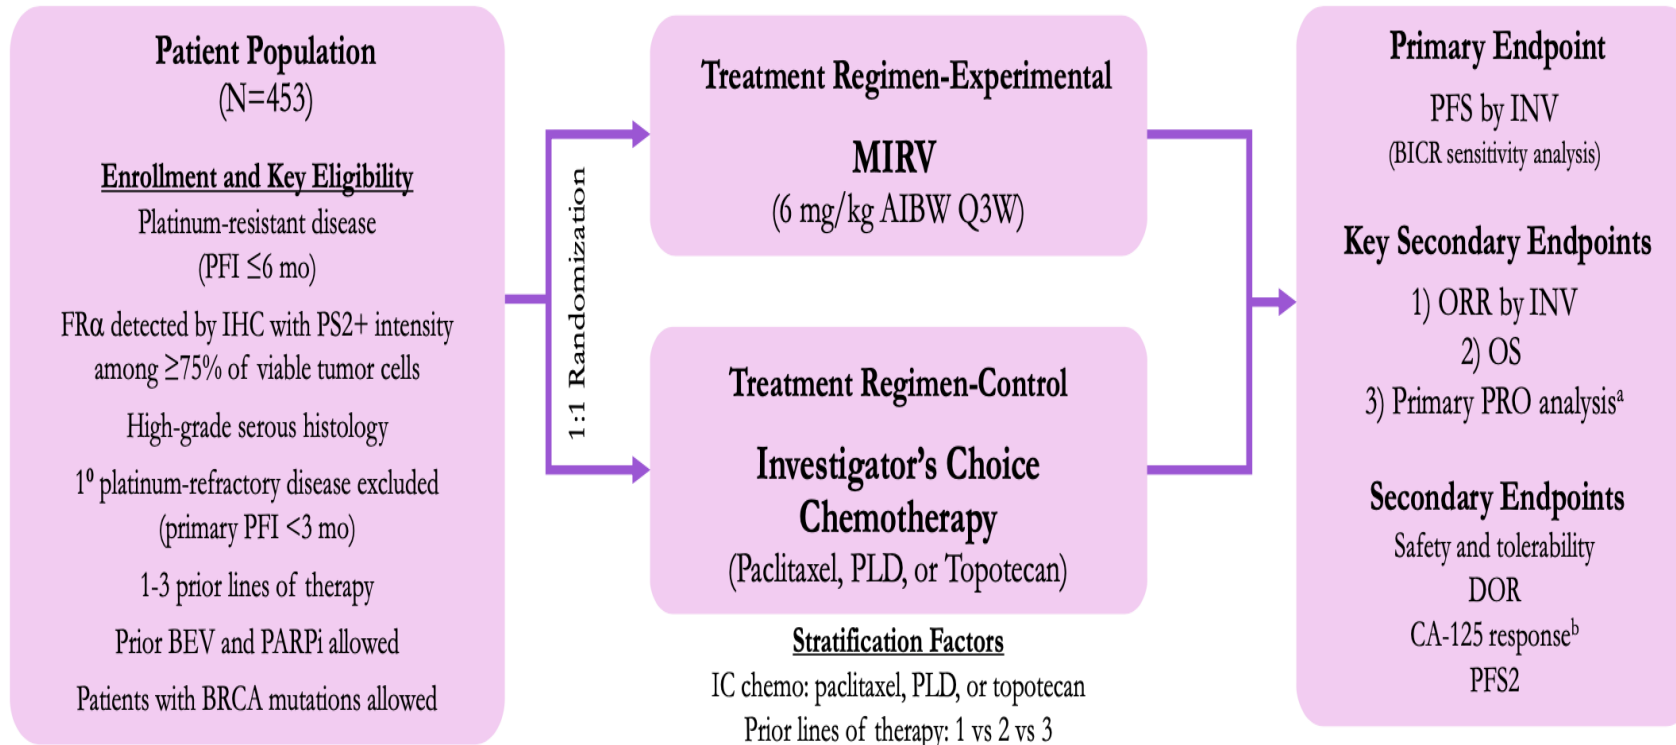 Patient Population
(N=453)
Enrollment and Key Eligibility
Platinum-resistant disease
(PFI ≤6 mo)
FRα detected by IHC with PS2+ intensity
among ≥75% of viable tumor cells
High-grade serous histology
1⁰ platinum-refractory disease excluded
(primary PFI <3 mo)
1-3 prior lines of therapy
Prior BEV and PARPi allowed
Patients with BRCA mutations allowed
1:1 Randomization
Treatment Regimen-Experimental
MIRV
(6 mg/kg AIBW Q3W)
Treatment Regimen-Control
Investigator’s Choice
Chemotherapy
(Paclitaxel, PLD, or Topotecan)
Stratification Factors
IC chemo: paclitaxel, PLD, or topotecan
Prior lines of therapy: 1 vs 2 vs 3
Primary Endpoint
PFS by INV
(BICR sensitivity analysis)
Key Secondary Endpoints
1) ORR by INV
2) OS
3) Primary PRO analysisᵃ
Secondary Endpoints
Safety and tolerability
DOR
CA-125 responseᵇ
PFS2